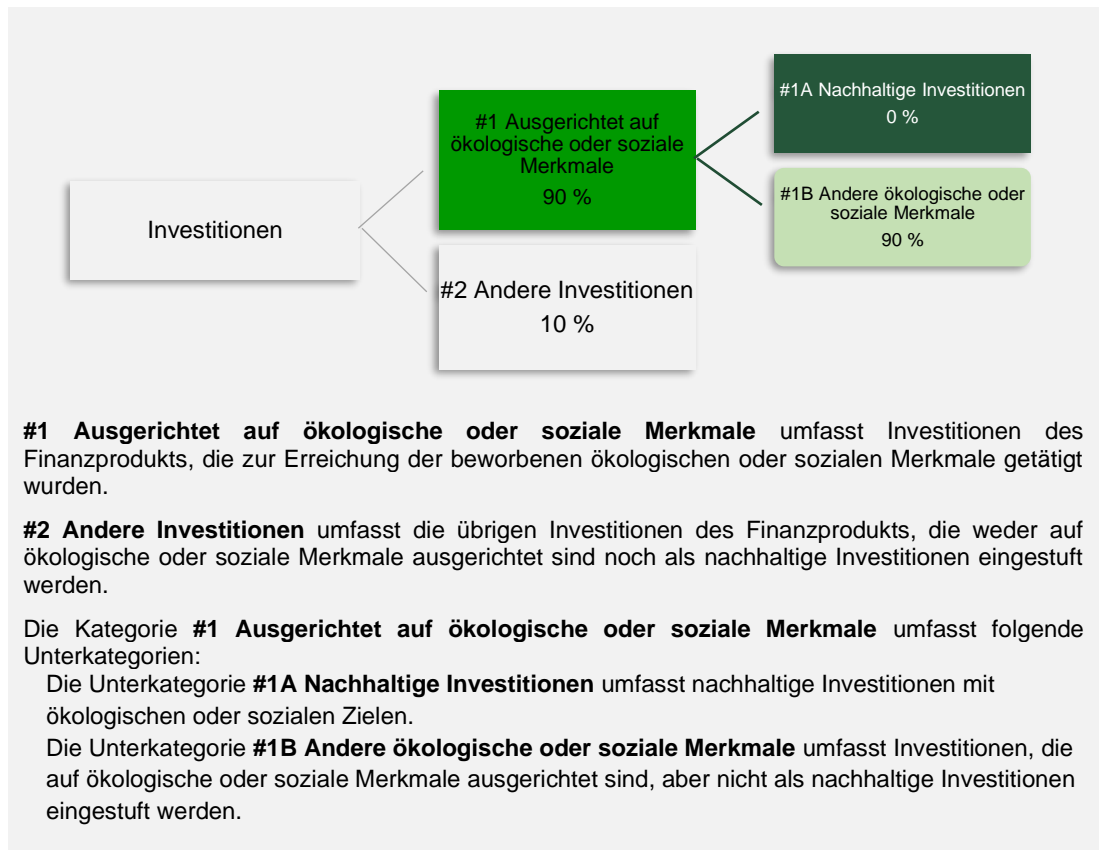 Investitionen
#1 Ausgerichtet auf
ökologische oder soziale
Merkmale
90 %
#2 Andere Investitionen
10 %
#1A Nachhaltige Investitionen
0 %
#1B Andere ökologische oder
soziale Merkmale
90 %
#1 Ausgerichtet auf ökologische oder soziale Merkmale umfasst Investitionen des
Finanzprodukts, die zur Erreichung der beworbenen ökologischen oder sozialen Merkmale getätigt
wurden.
#2 Andere Investitionen umfasst die übrigen Investitionen des Finanzprodukts, die weder auf
ökologische oder soziale Merkmale ausgerichtet sind noch als nachhaltige Investitionen eingestuft
werden.
Die Kategorie #1 Ausgerichtet auf ökologische oder soziale Merkmale umfasst folgende
Unterkategorien:
Die Unterkategorie #1A Nachhaltige Investitionen umfasst nachhaltige Investitionen mit
ökologischen oder sozialen Zielen.
Die Unterkategorie #1B Andere ökologische oder soziale Merkmale umfasst Investitionen, die
auf ökologische oder soziale Merkmale ausgerichtet sind, aber nicht als nachhaltige Investitionen
eingestuft werden.